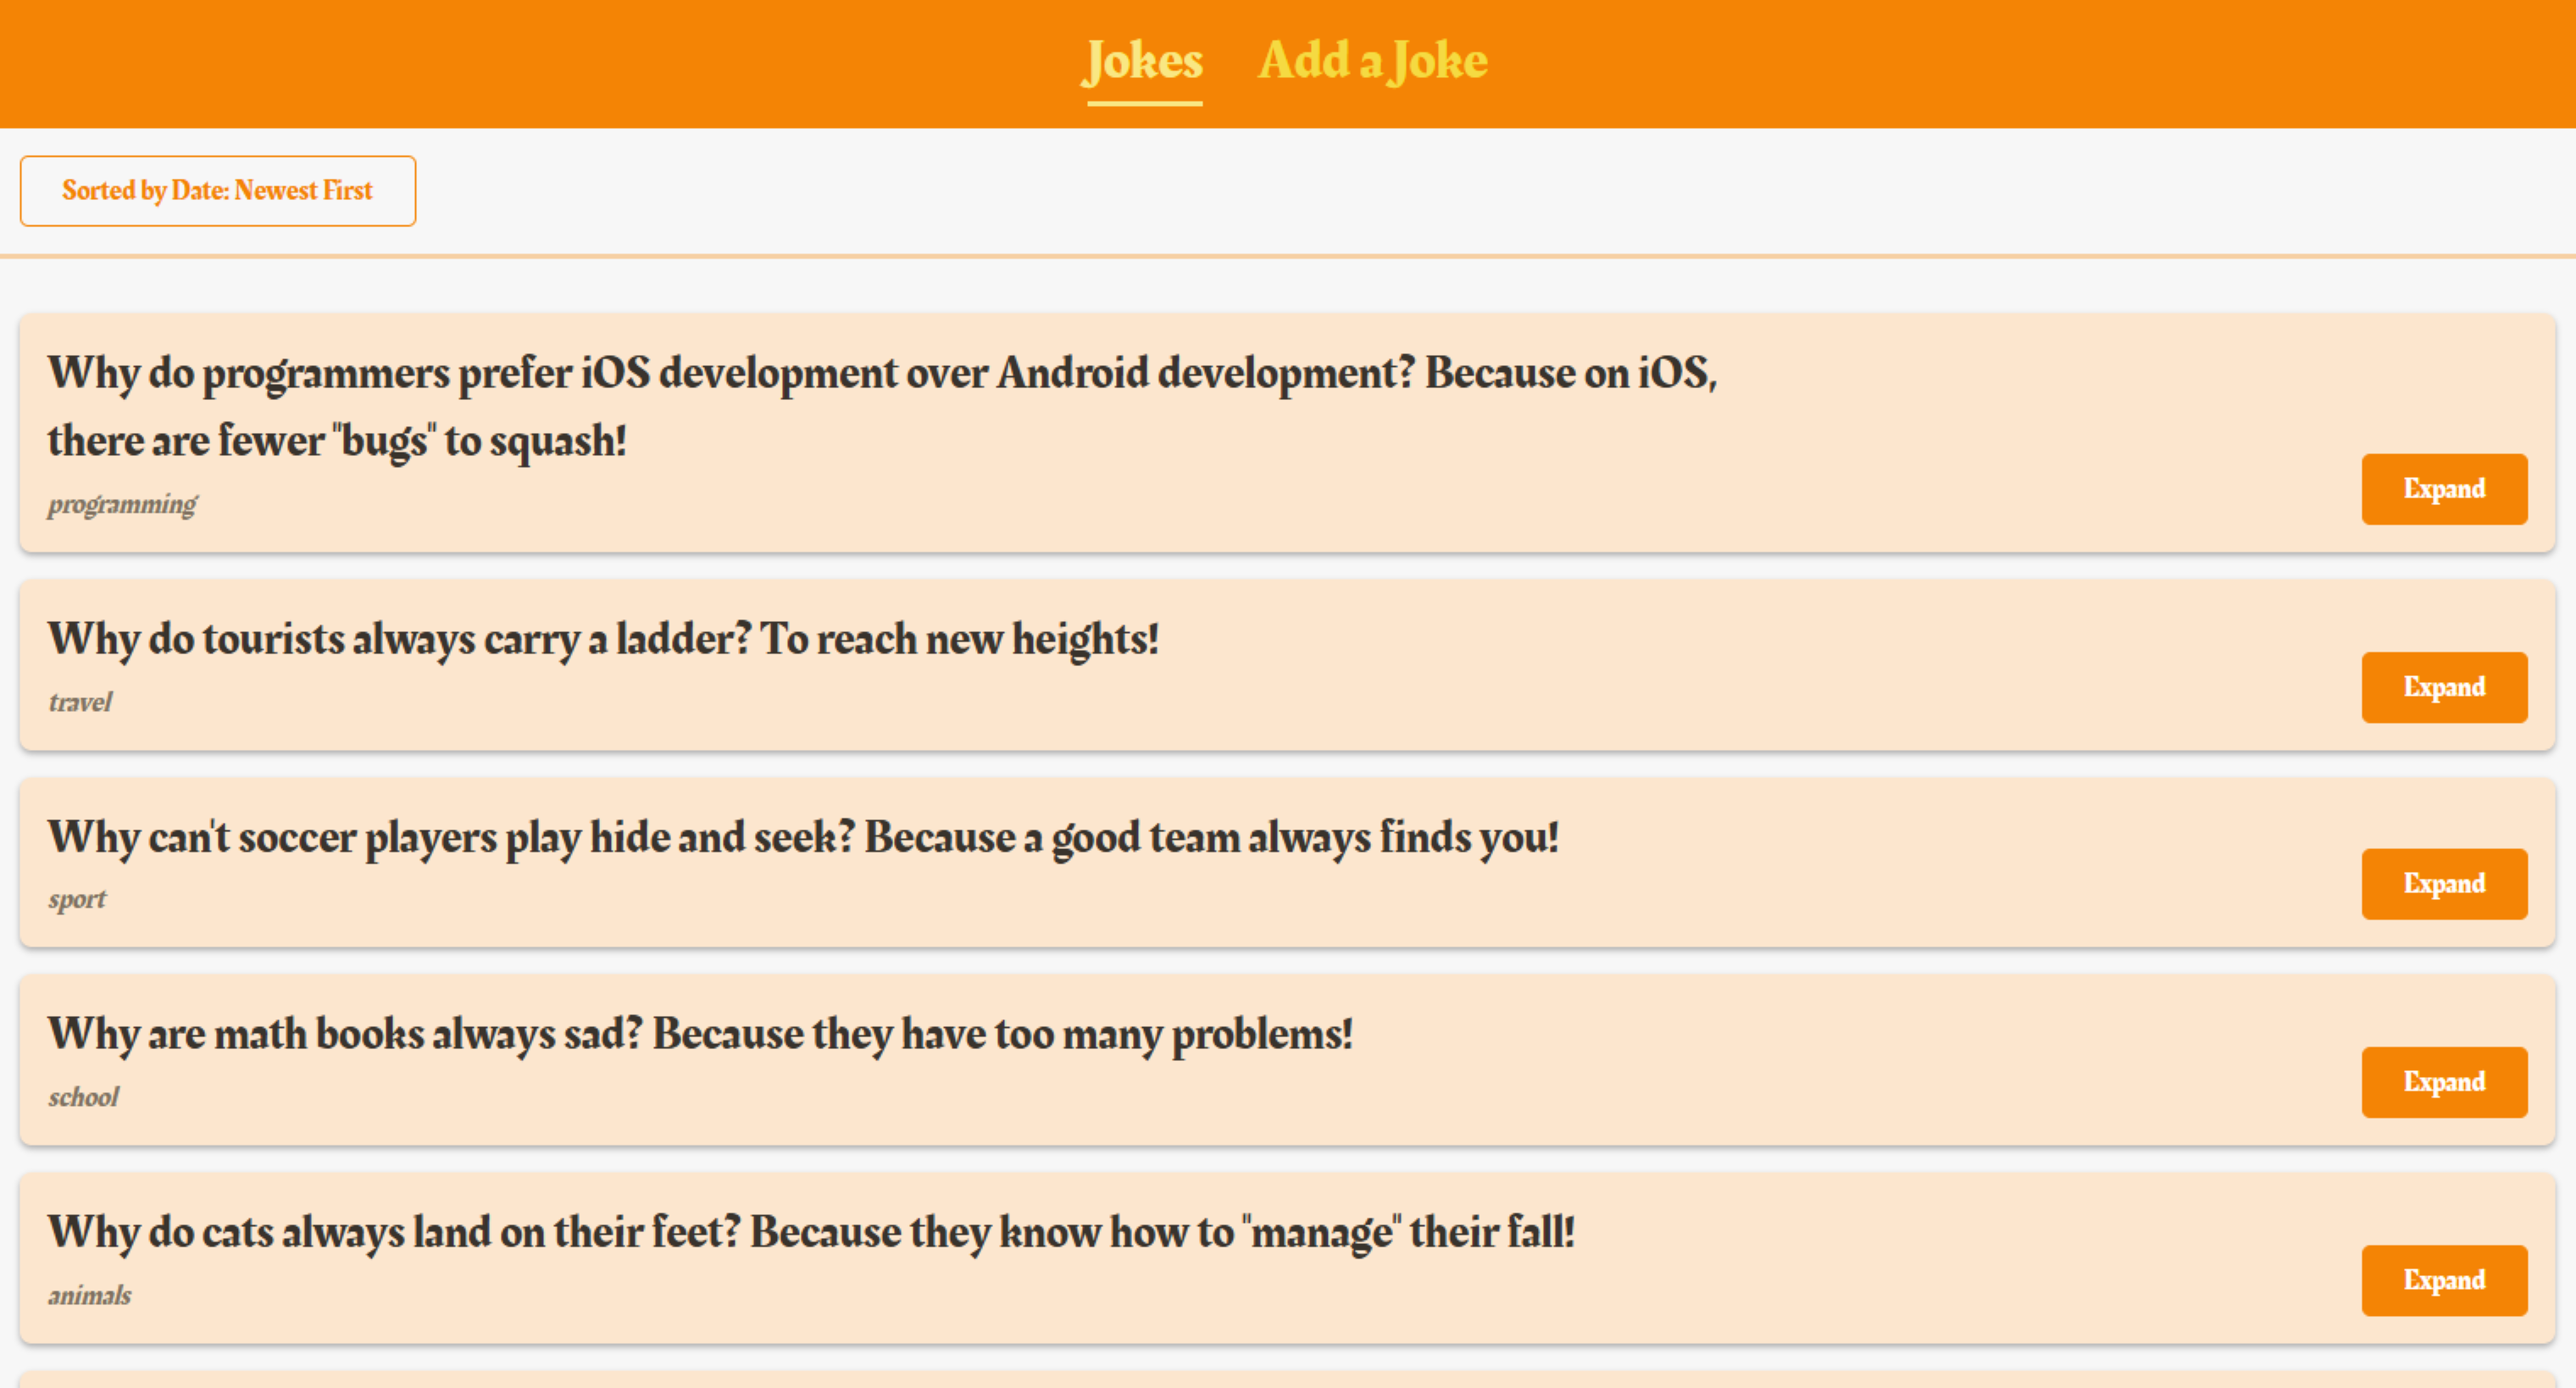 Jokes Add a Joke
Sorted by Date: Newest First
Why do programmers prefer iOS development over Android development? Because on iOS,
there are fewer "bugs" to squash!
programming
Expand
Why do tourists always carry a ladder? To reach new heights!
travel
Expand
Why can't soccer players play hide and seek? Because a good team always finds you!
sport
Expand
Why are math books always sad? Because they have too many problems!
school
Expand
Why do cats always land on their feet? Because they know how to "manage" their fall!
animals
Expand